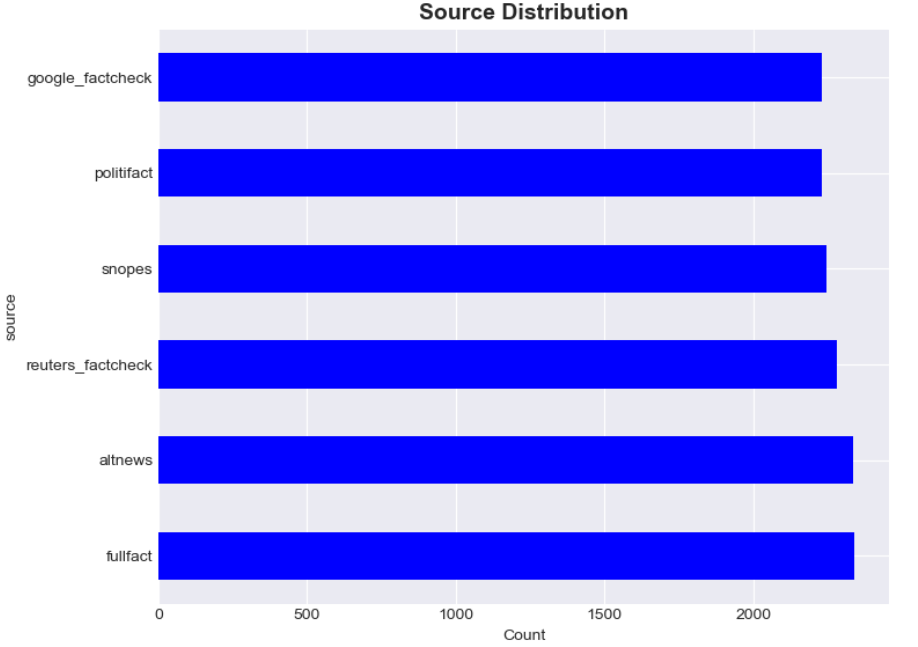 Source Distribution
google_factcheck
politifact
snopes
source
reuters_factcheck
altnews
fullfact
0 500 1000 1500 2000
Count